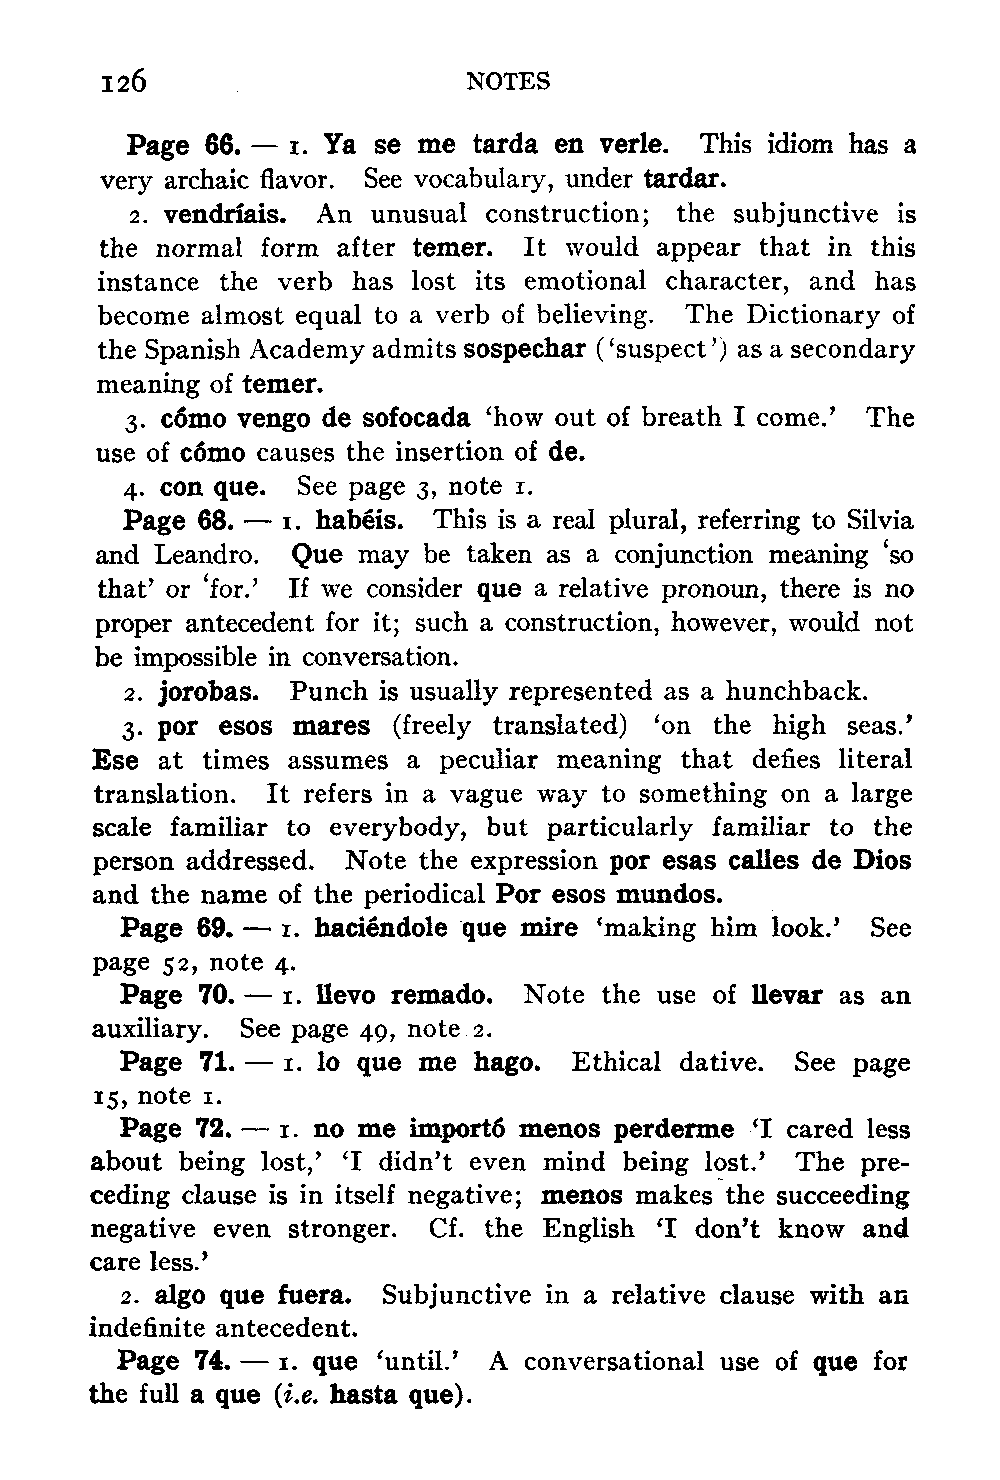 126 NOTES
Page 66. — 1. Ya se me tarda en verle. This idiom has a
very archaic flavor. See vocabulary, under tardar.
2. vendríais. An unusual construction; the subjunctive is
the normal form after temer. It would appear that in this
instance the verb has lost its emotional character, and has
become almost equal to a verb of believing. The Dictionary of
the Spanish Academy admits sospechar (‘suspect’) as a secondary
meaning of temer.
3. cómo vengo de sofocada ‘how out of breath I come.’ The
use of cómo causes the insertion of de.
4. con que. See page 3, note 1.
Page 68. — 1. habéis. This is a real plural, referring to Silvia
and Leandro. Que may be taken as a conjunction meaning ‘so
that’ or ‘for.’ If we consider que a relative pronoun, there is no
proper antecedent for it; such a construction, however, would not
be impossible in conversation.
2. jorobas. Punch is usually represented as a hunchback.
3. por esos mares (freely translated) ‘on the high seas.’
Ese at times assumes a peculiar meaning that defies literal
translation. It refers in a vague way to something on a large
scale familiar to everybody, but particularly familiar to the
person addressed. Note the expression por esas calles de Dios
and the name of the periodical Por esos mundos.
Page 69. — 1. haciéndole que mire ‘making him look.’ See
page 52, note 4.
Page 70. — 1. llevo remado. Note the use of llevar as an
auxiliary. See page 49, note 2.
Page 71. — 1. lo que me hago. Ethical dative. See page
15, note 1.
Page 72. — 1. no me importó menos perderme ‘I cared less
about being lost,’ ‘I didn’t even mind being lost.’ The pre-
ceding clause is in itself negative; menos makes the succeeding
negative even stronger. Cf. the English ‘I don’t know and
care less.’
2. algo que fuera. Subjunctive in a relative clause with an
indefinite antecedent.
Page 74. — 1. que ‘until.’ A conversational use of que for
the full a que (i.e. hasta que).